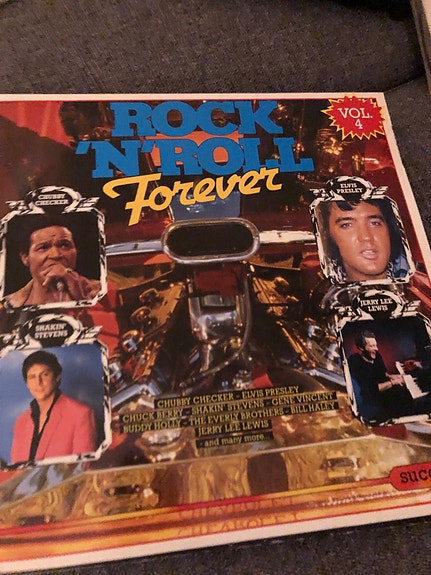 ROCK
'N' ROLL
Forever
VOL.
4
CHUBBY
CHECKER
ELVIS
PRESLEY
SHAKIN'
STEVENS
JERRY LEE
LEWIS
CHUBBY CHECKER - ELVIS PRESLEY
CHUCK BERRY - SHAKIN' STEVENS - GENE VINCENT
BUDDY HOLLY - THE EVERLY BROTHERS - BILL HALEY
JERRY LEE LEWIS
- and many more...
succ
CHEVROLET